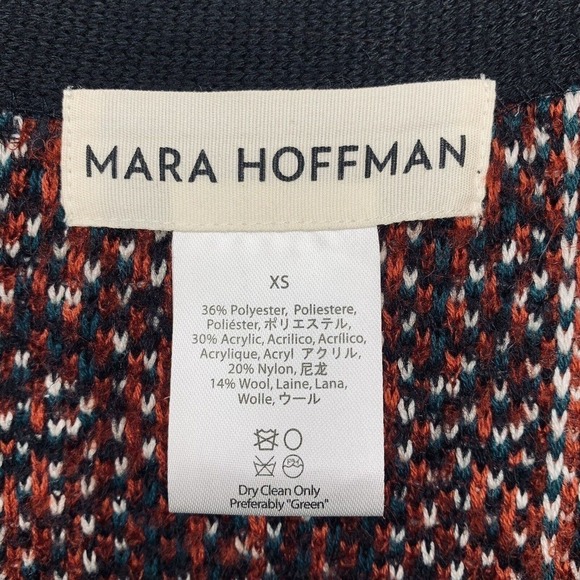 MARA HOFFMAN
XS
36% Polyester, Poliestere,
Poliéster, ポリエステル,
30% Acrylic, Acrilico, Acrílico,
Acrylique, Acryl アクリル,
20% Nylon, 尼龙
14% Wool, Laine, Lana,
Wolle, ウール
Dry Clean Only
Preferably "Green"